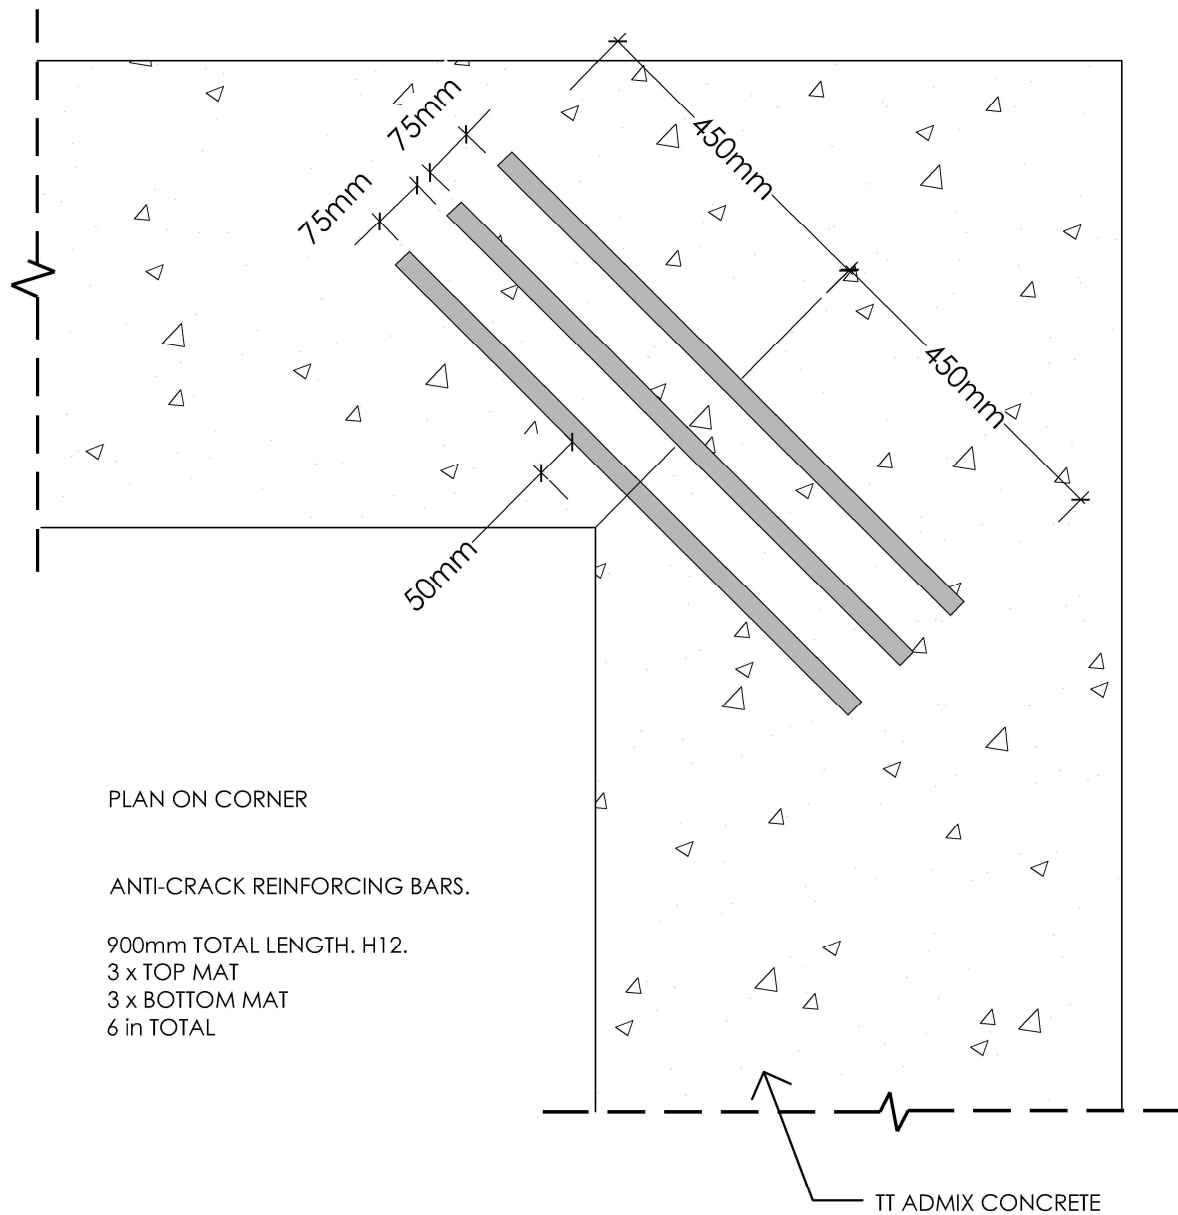 75mm
450mm
75mm
450mm
50mm
PLAN ON CORNER
ANTI-CRACK REINFORCING BARS.
900mm TOTAL LENGTH. H12.
3 x TOP MAT
3 x BOTTOM MAT
6 in TOTAL
TT ADMIX CONCRETE